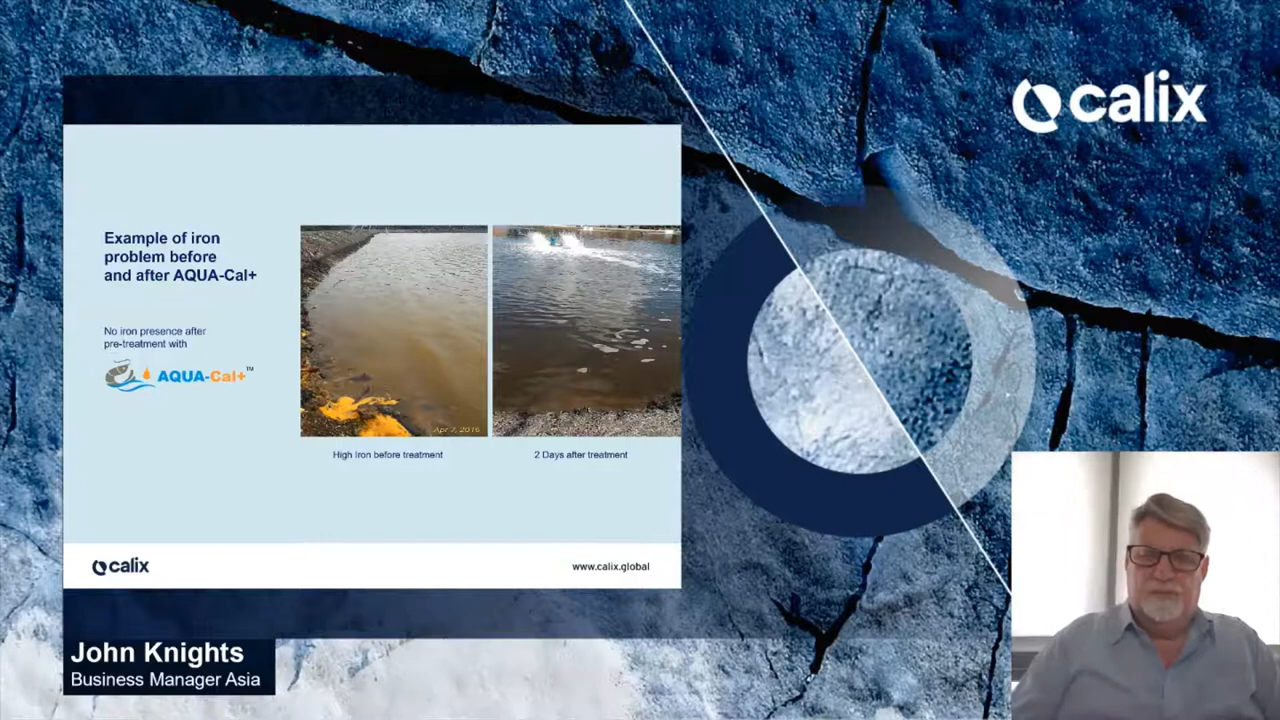 calix
Example of iron
problem before
and after AQUA-Cal+
No iron presence after
pre-treatment with
AQUA-Cal+™
Apr 7, 2016
High Iron before treatment
2 Days after treatment
calix
www.calix.global
John Knights
Business Manager Asia